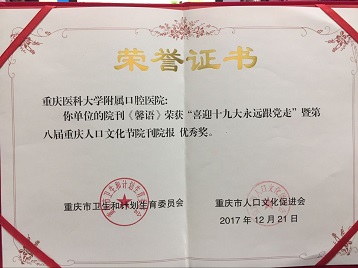 荣誉证书
重庆医科大学附属口腔医院:
你单位的院刊《馨语》荣获“喜迎十九大永远跟党走”暨第
八届重庆人口文化节院刊院报 优秀奖。
重庆市卫生和计划生育委员会
重庆市人口文化促进会
2017年12月21日